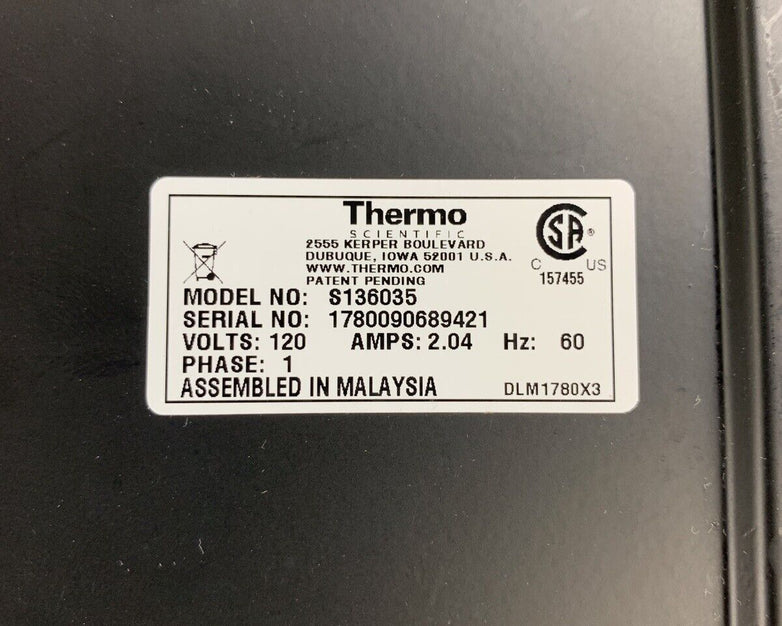 Thermo
SCIENTIFIC
2555 KERPER BOULEVARD
DUBUQUE, IOWA 52001 U.S.A.
WWW.THERMO.COM
PATENT PENDING
SA ®
C US
157455
MODEL NO: S136035
SERIAL NO: 1780090689421
VOLTS: 120 AMPS: 2.04 Hz: 60
PHASE: 1
ASSEMBLED IN MALAYSIA DLM1780X3